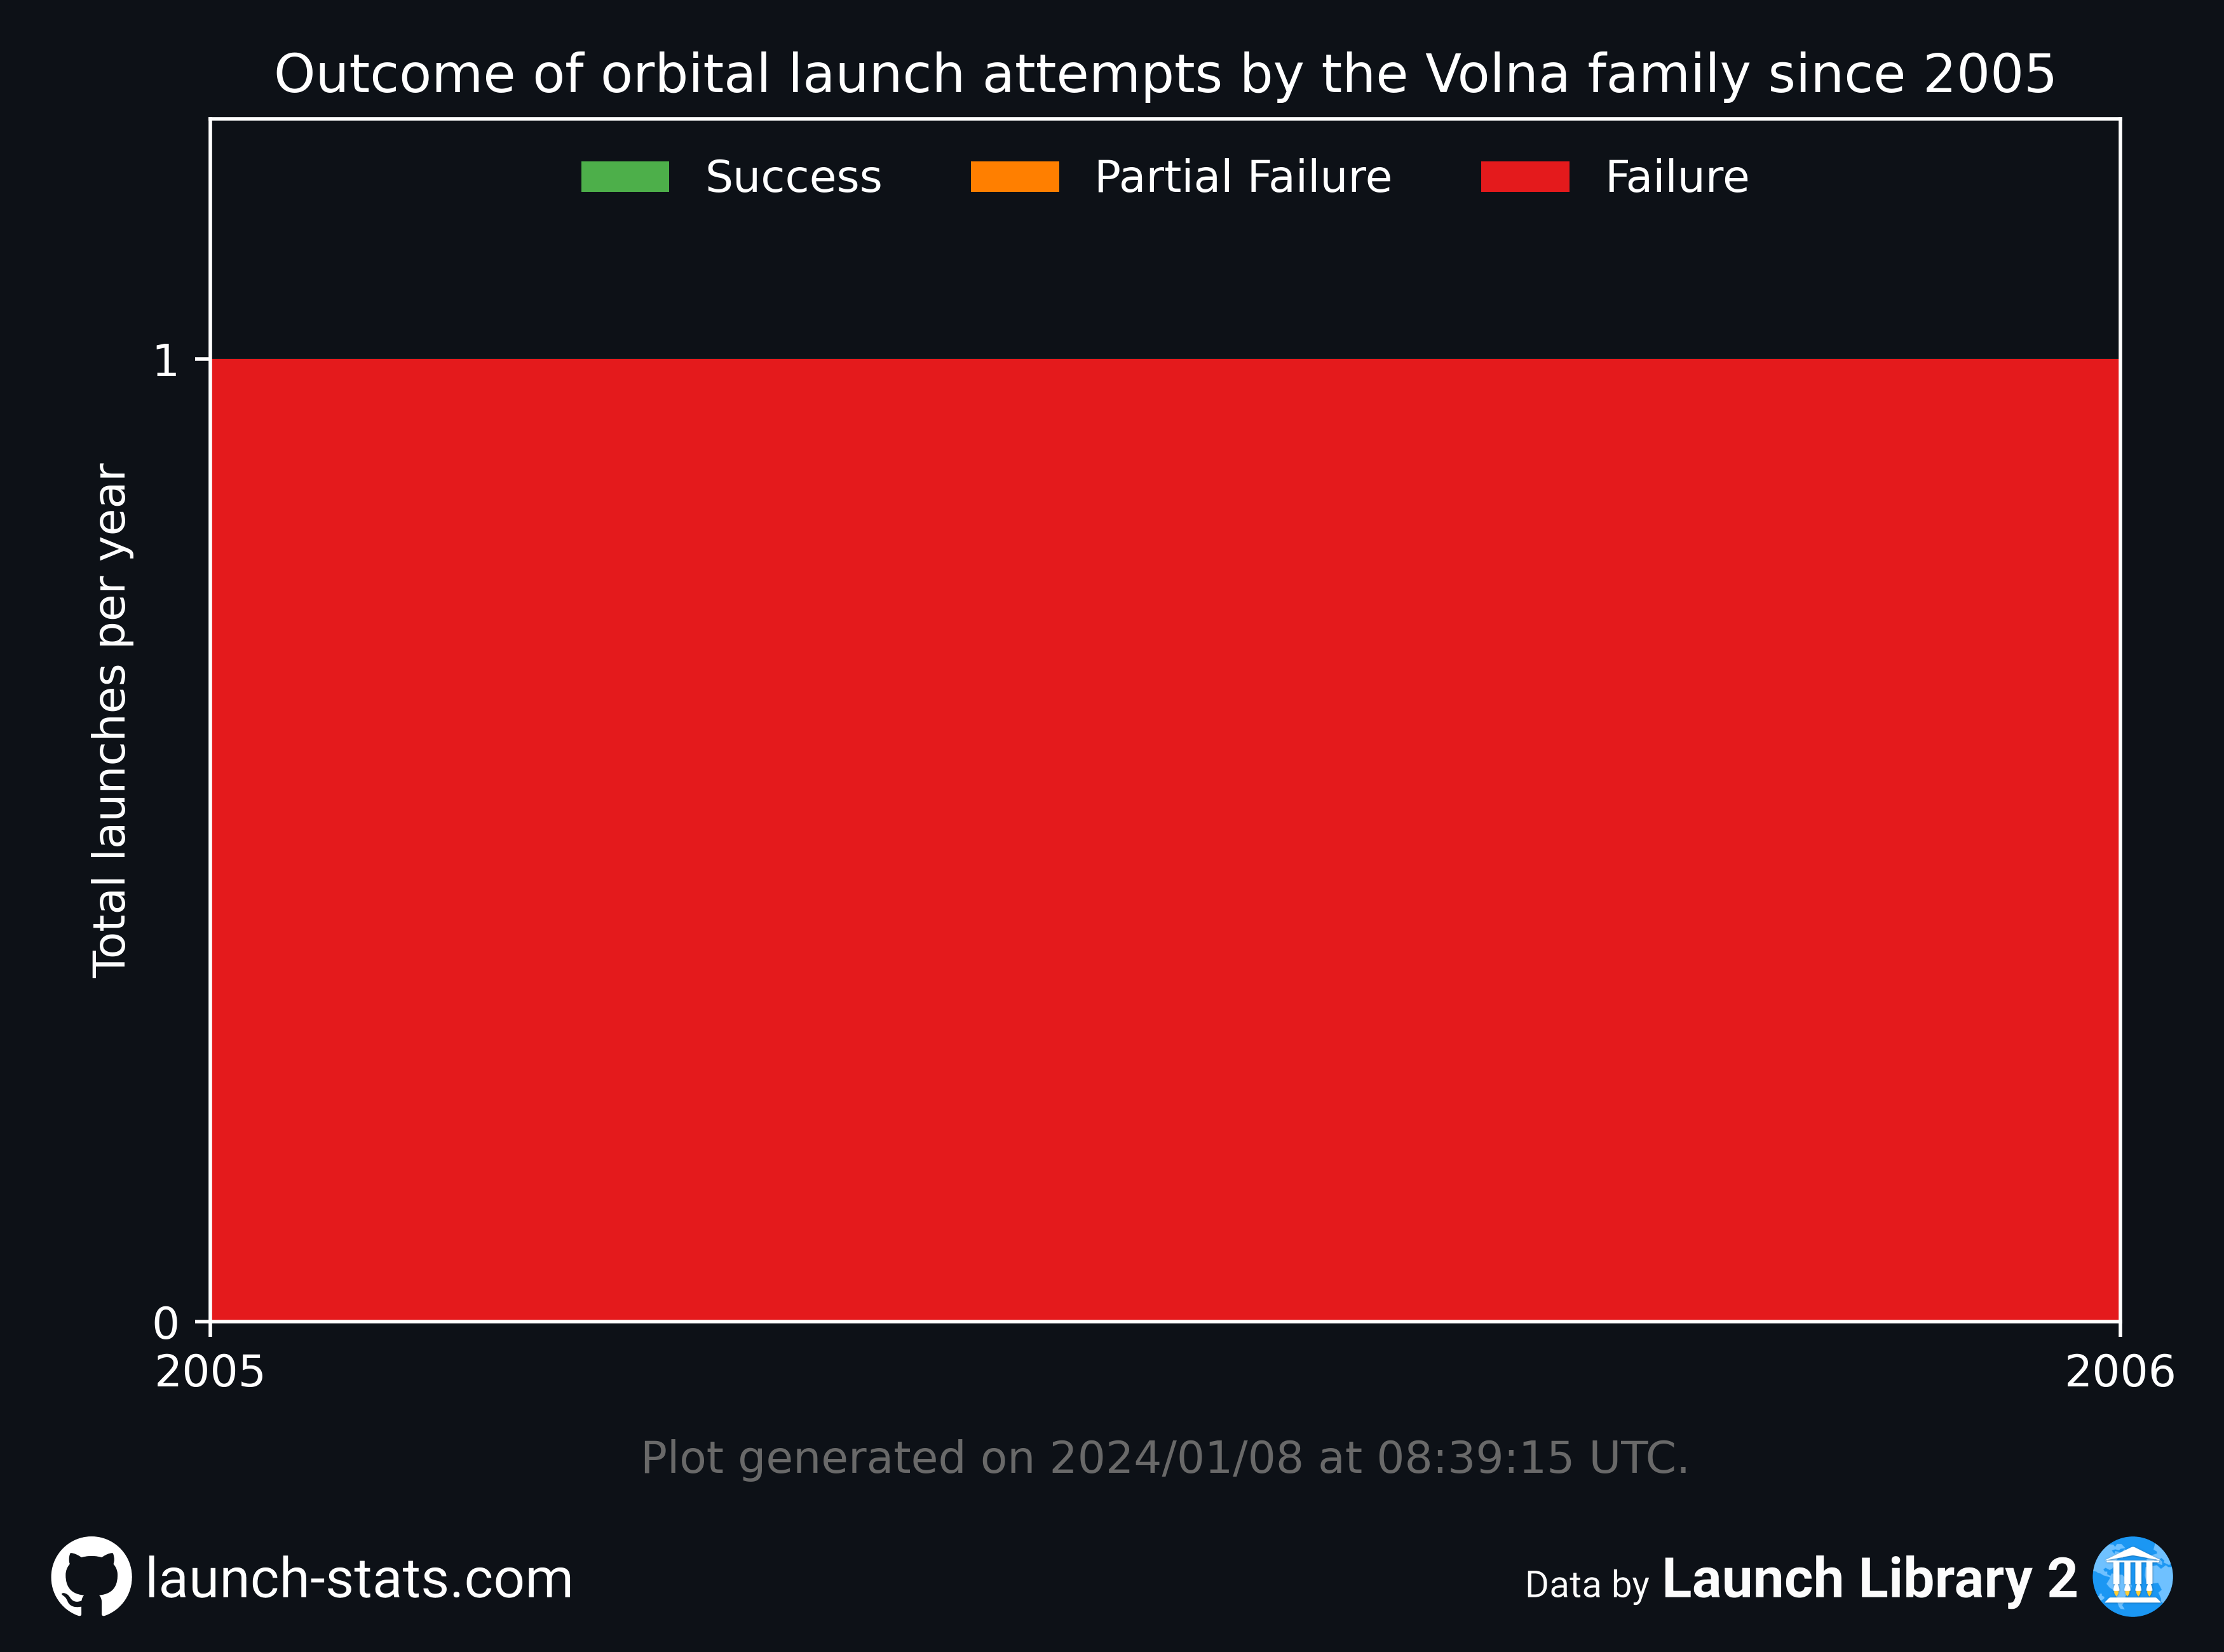 Outcome of orbital launch attempts by the Volna family since 2005
Success
Partial Failure
Failure
Total launches per year
1
0
2005
2006
Plot generated on 2024/01/08 at 08:39:15 UTC.
launch-stats.com
Data by Launch Library 2